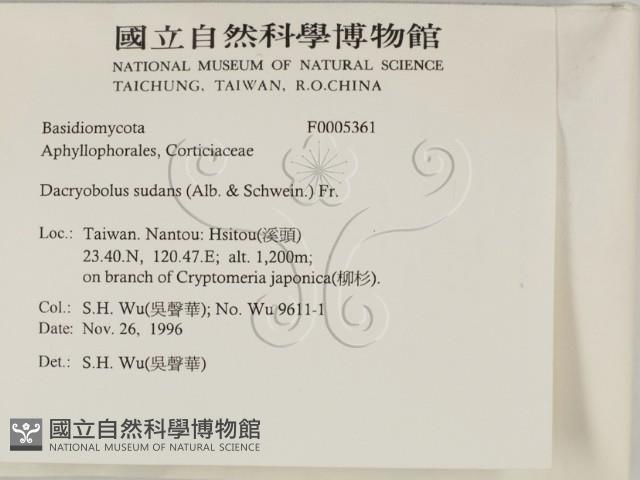 國立自然科學博物館
NATIONAL MUSEUM OF NATURAL SCIENCE
TAICHUNG, TAIWAN, R.O.CHINA
Basidiomycota F0005361
Aphyllophorales, Corticiaceae
Dacryobolus sudans (Alb. & Schwein.) Fr.
Loc.: Taiwan. Nantou: Hsitou(溪頭)
23.40.N, 120.47.E; alt. 1,200m;
on branch of Cryptomeria japonica(柳杉).
Col.: S.H. Wu(吳聲華); No. Wu 9611-1
Date: Nov. 26, 1996
Det.: S.H. Wu(吳聲華)
國立自然科學博物館
NATIONAL MUSEUM OF NATURAL SCIENCE